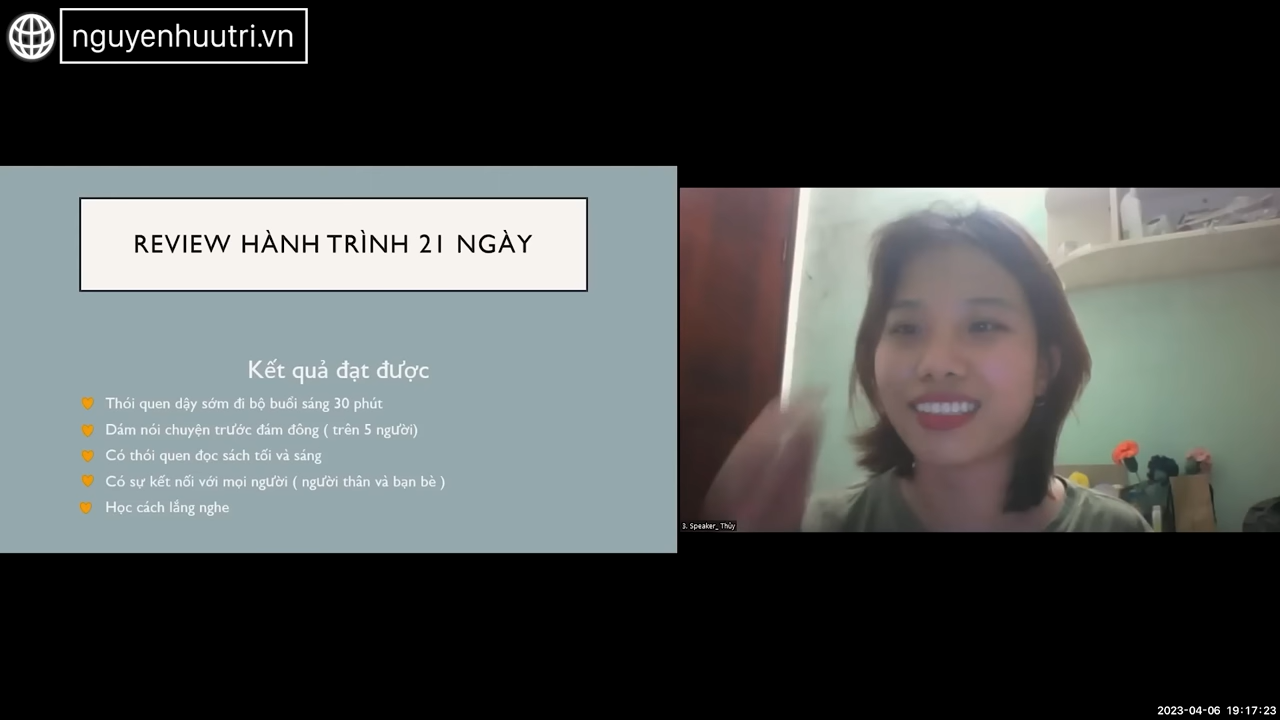 nguyenhuutri.vn
REVIEW HÀNH TRÌNH 21 NGÀY
Kết quả đạt được
Thói quen dậy sớm đi bộ buổi sáng 30 phút
Dám nói chuyện trước đám đông ( trên 5 người)
Có thói quen đọc sách tối và sáng
Có sự kết nối với mọi người ( người thân và bạn bè )
Học cách lắng nghe
3. Speaker_ Thủy
2023-04-06 19:17:23